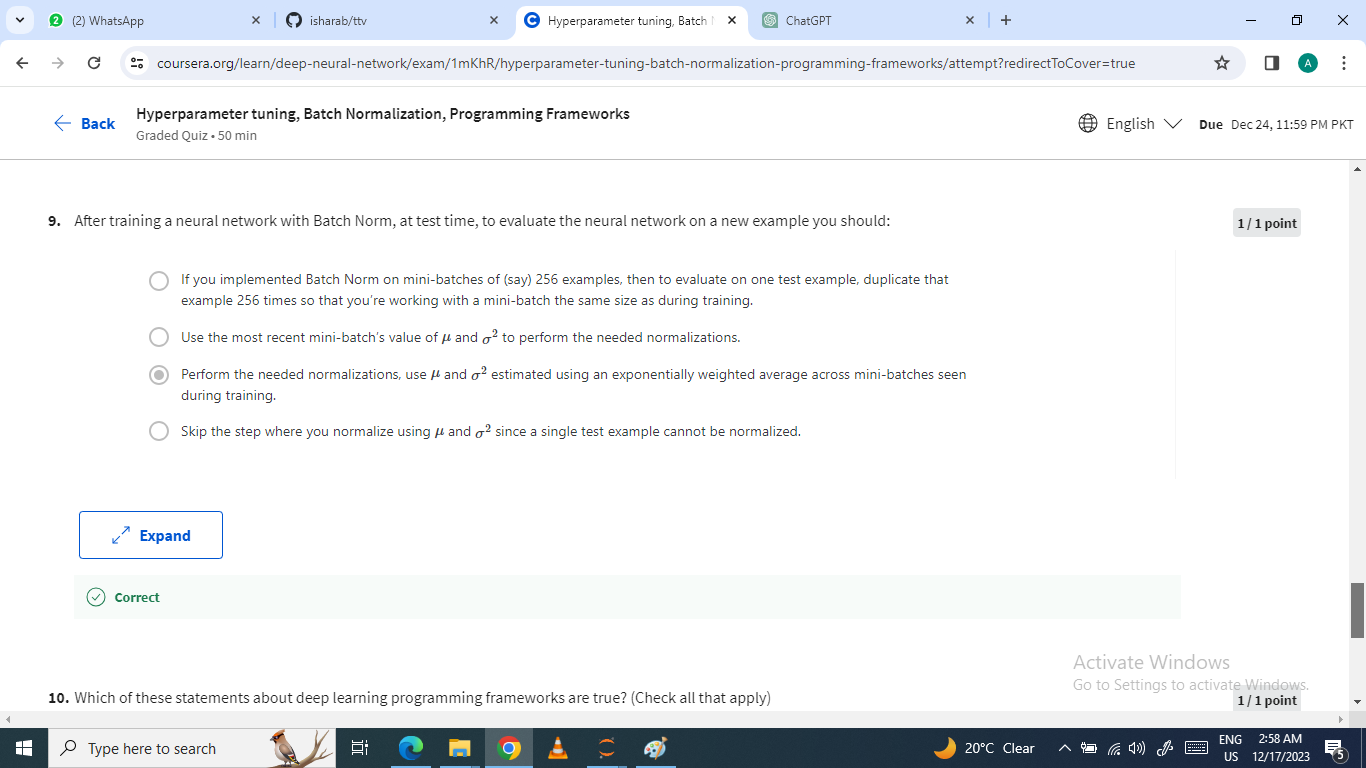 (2) WhatsApp
isharab/ttv
Hyperparameter tuning, Batch
ChatGPT
coursera.org/learn/deep-neural-network/exam/1mKhR/hyperparameter-tuning-batch-normalization-programming-frameworks/attempt?redirectToCover=true
A
Back
Hyperparameter tuning, Batch Normalization, Programming Frameworks
Graded Quiz • 50 min
English
Due Dec 24, 11:59 PM PKT
9. After training a neural network with Batch Norm, at test time, to evaluate the neural network on a new example you should:
1 / 1 point
If you implemented Batch Norm on mini-batches of (say) 256 examples, then to evaluate on one test example, duplicate that
example 256 times so that you're working with a mini-batch the same size as during training.
Use the most recent mini-batch's value of μ and σ² to perform the needed normalizations.
Perform the needed normalizations, use μ and σ² estimated using an exponentially weighted average across mini-batches seen
during training.
Skip the step where you normalize using μ and σ² since a single test example cannot be normalized.
Expand
Correct
Activate Windows
Go to Settings to activate Windows.
10. Which of these statements about deep learning programming frameworks are true? (Check all that apply)
1 / 1 point
Type here to search
20°C Clear
ENG
US
2:58 AM
12/17/2023
5